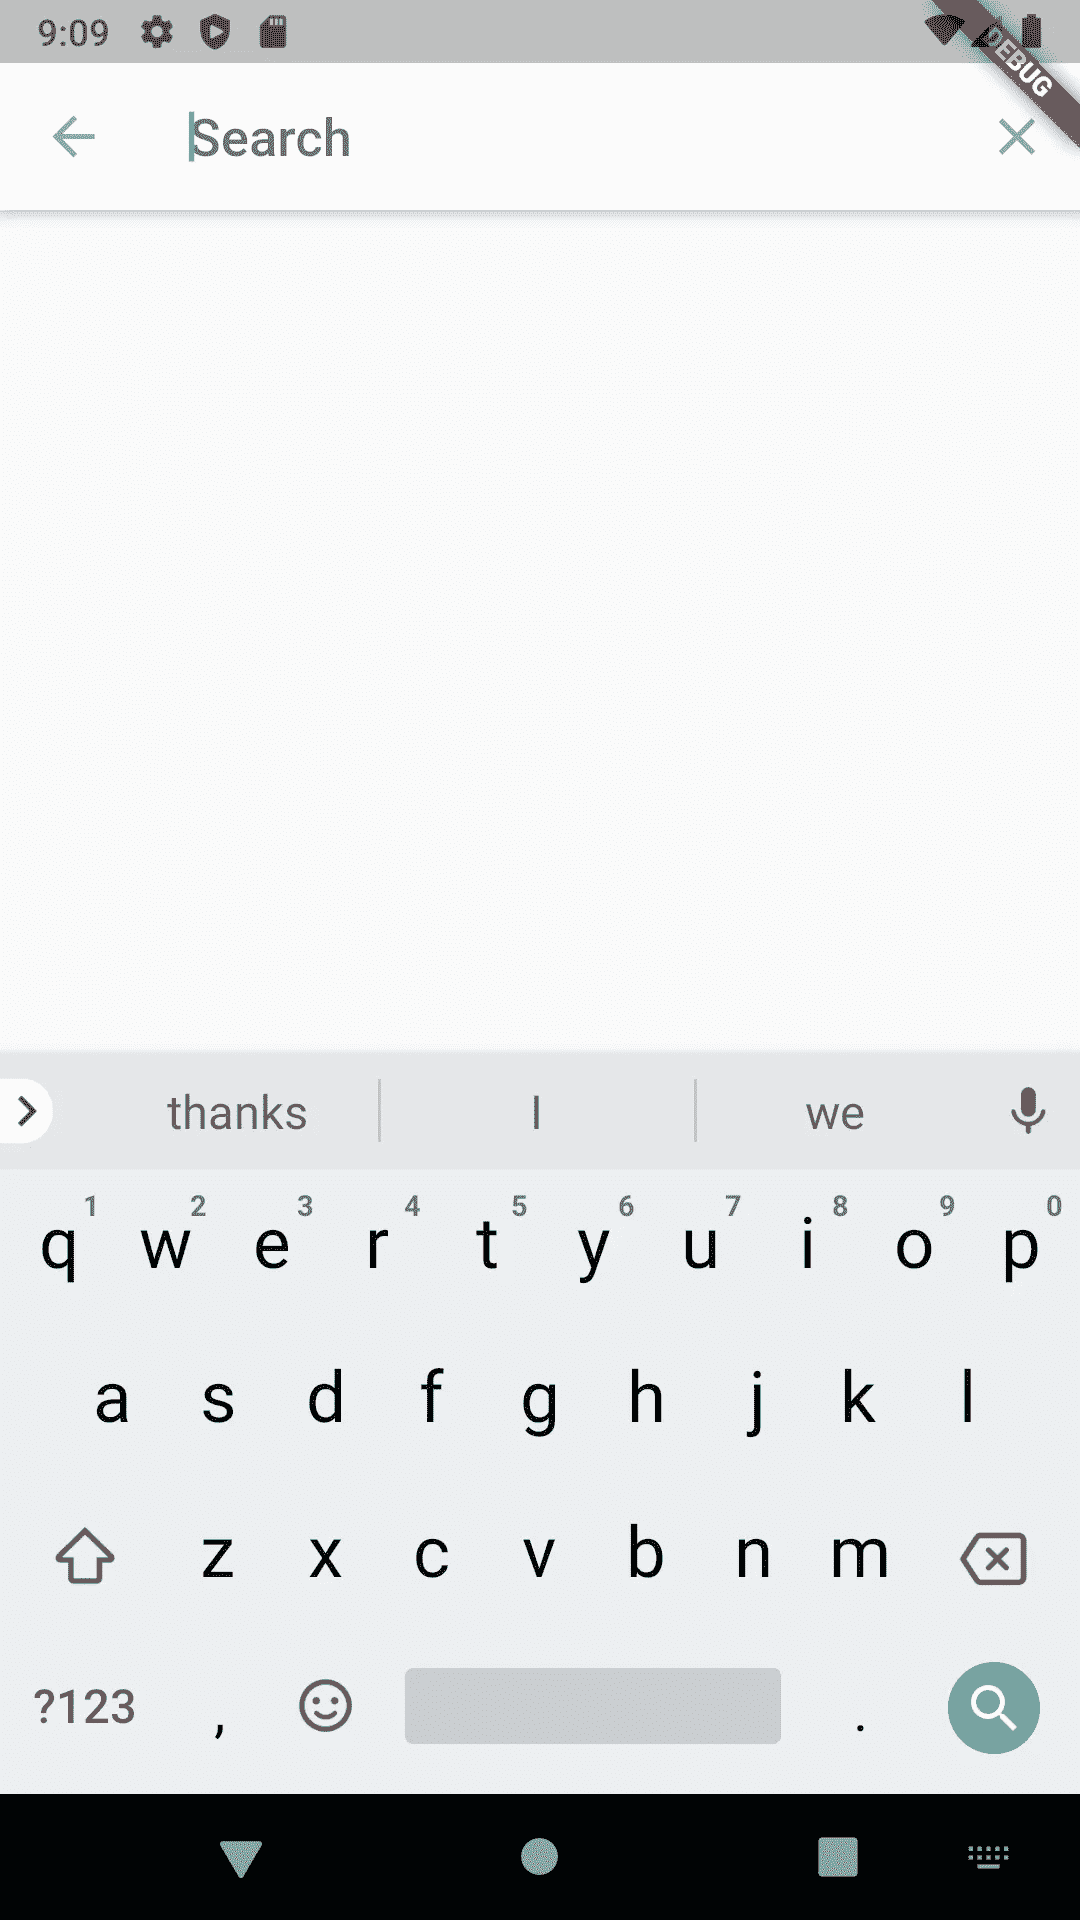 9:09
DEBUG
Search
thanks I we
1 2 3 4 5 6 7 8 9 0
q w e r t y u i o p
a s d f g h j k l
z x c v b n m
?123 , .